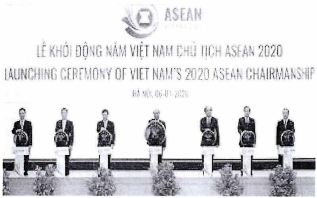 ASEAN
LỄ KHỞI ĐỘNG NĂM VIỆT NAM CHỦ TỊCH ASEAN 2020
LAUNCHING CEREMONY OF VIET NAM'S 2020 ASEAN CHAIRMANSHIP
HÀ NỘI, 06-01-2020